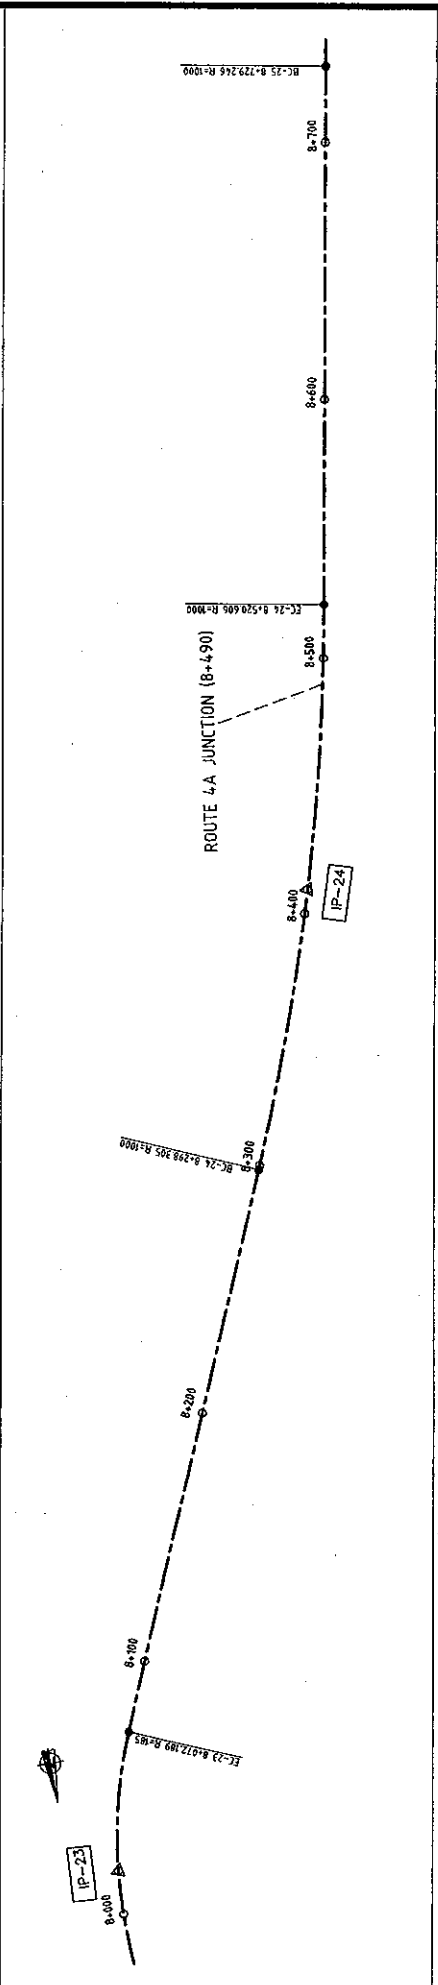 BC-25 8+729.246 R=1000
8+700
8+600
EC-24 8+520.606 R=1000
8+500
ROUTE 4A JUNCTION (8+490)
8+400
IP-24
BC-24 8+298.305 R=1000
8+300
8+200
8+100
EC-23 8+072.189 R=185
IP-23
8+000